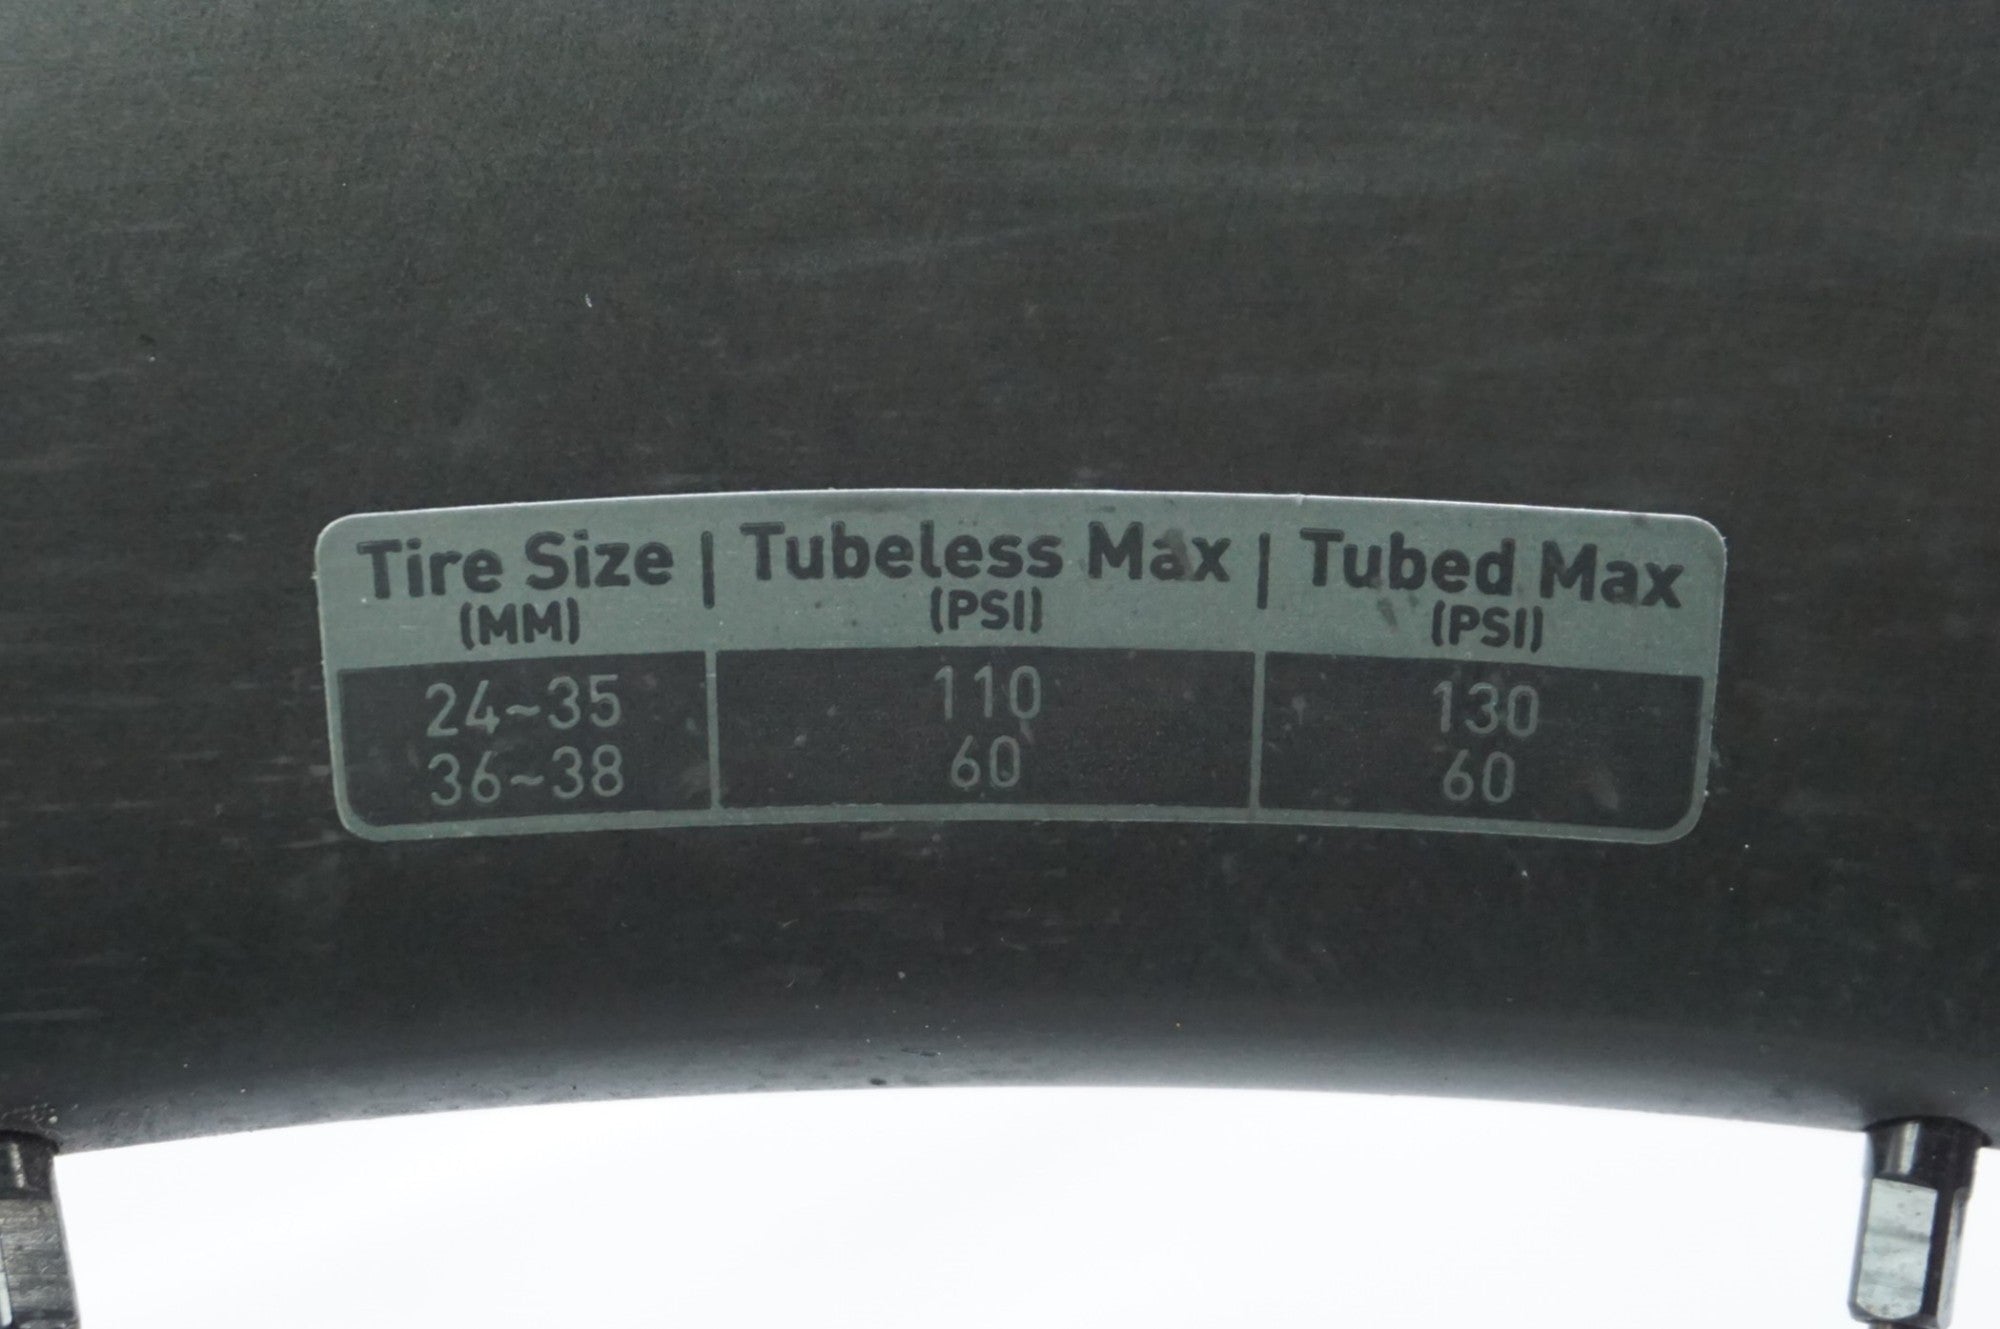 Tire Size | Tubeless Max | Tubed Max
(MM) (PSI) (PSI)
24~35 110 130
36~38 60 60